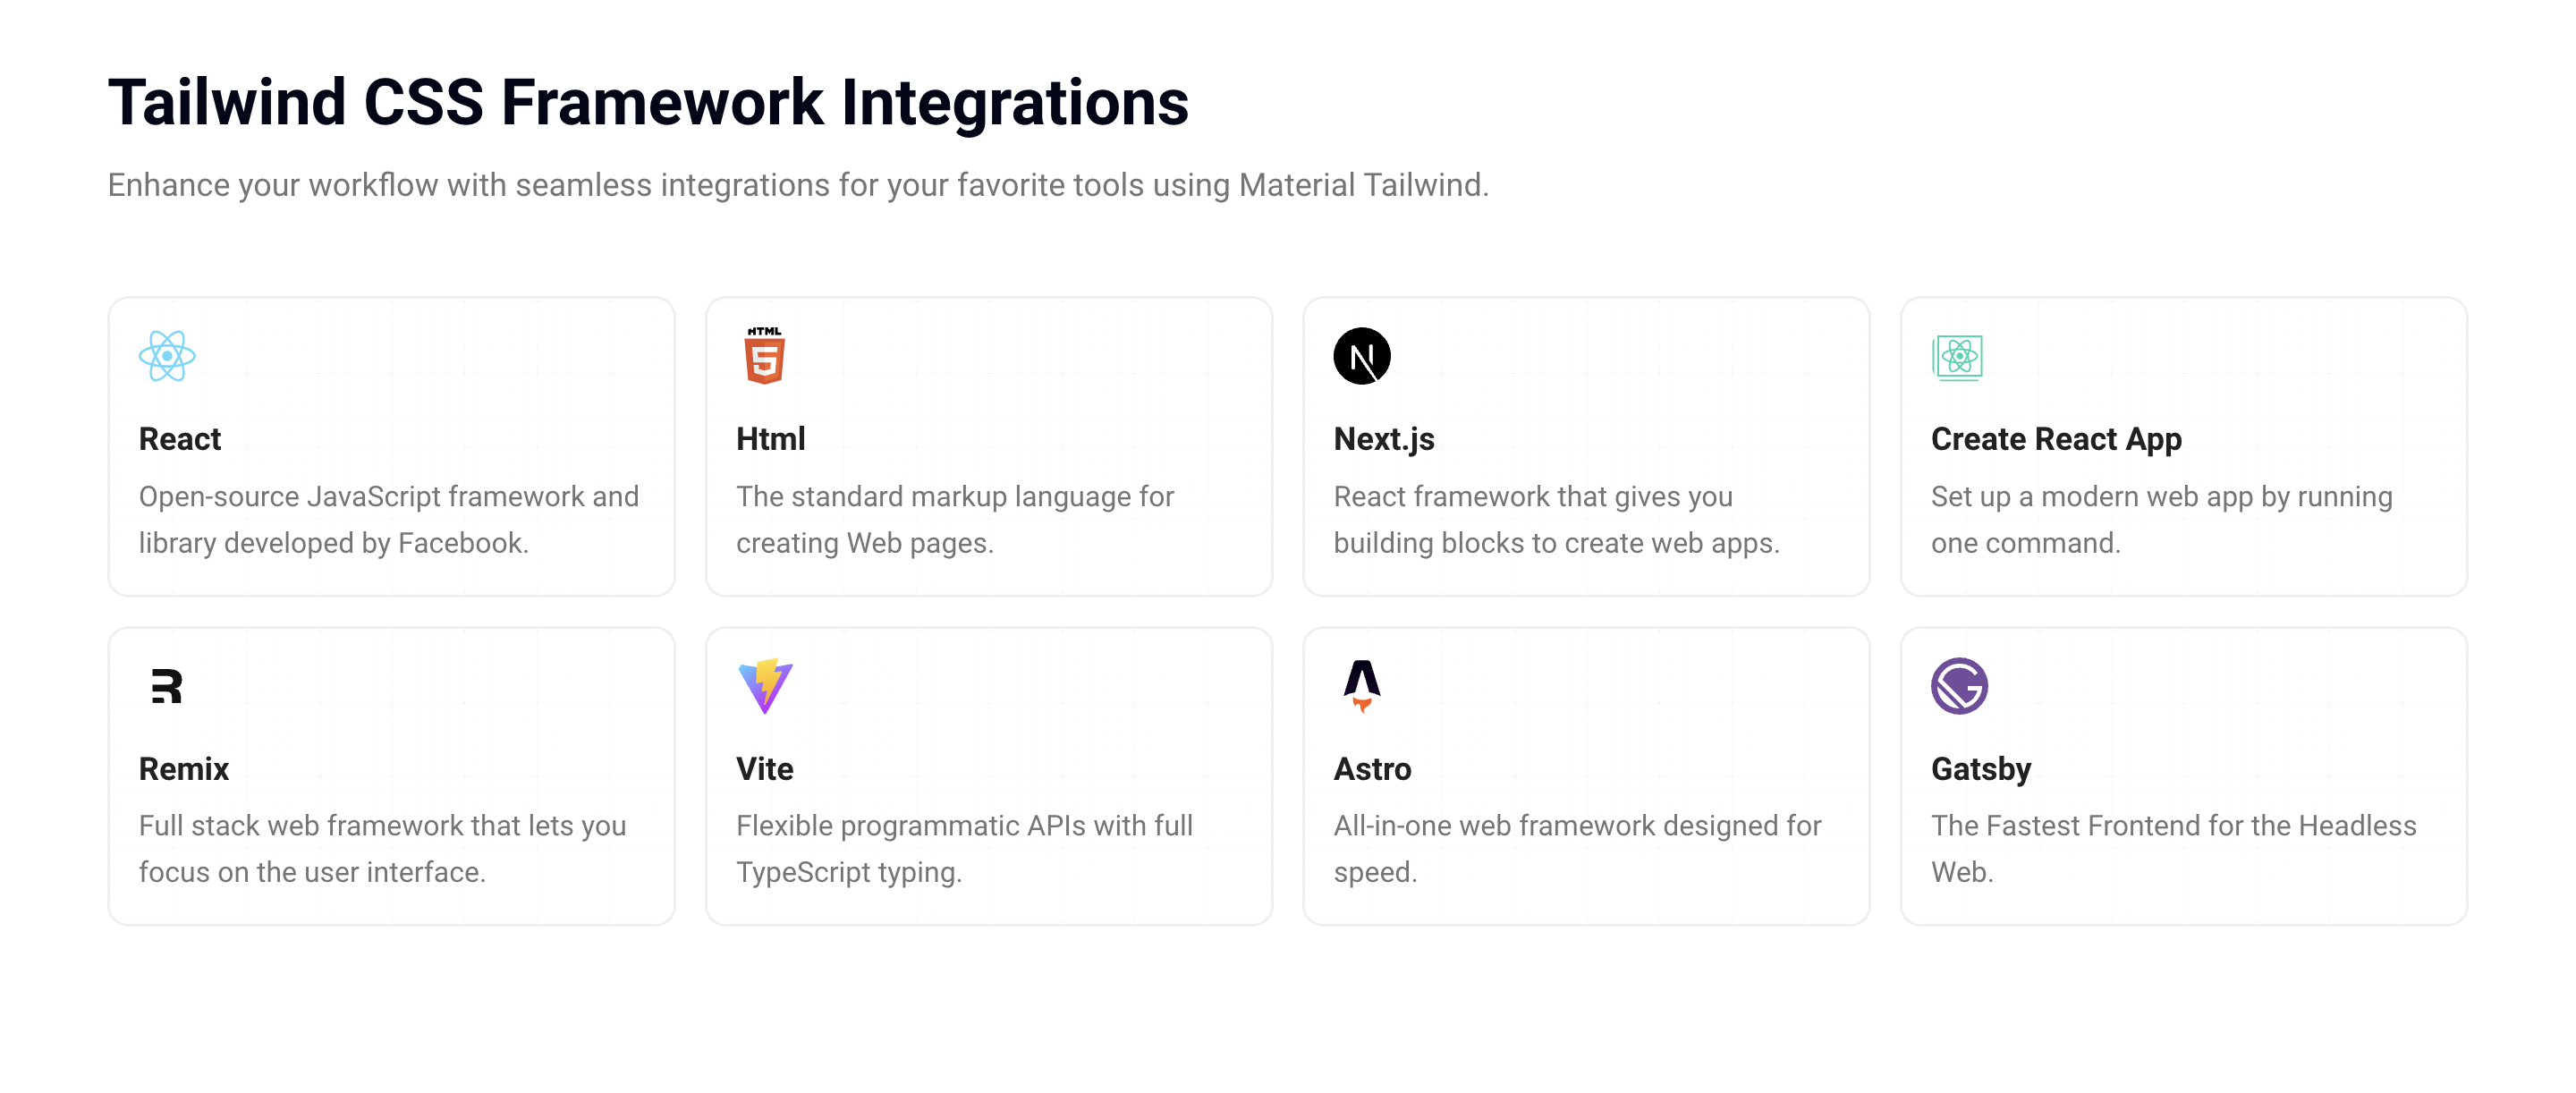 Tailwind CSS Framework Integrations
Enhance your workflow with seamless integrations for your favorite tools using Material Tailwind.
React
Open-source JavaScript framework and
library developed by Facebook.
HTML
5
Html
The standard markup language for
creating Web pages.
N
Next.js
React framework that gives you
building blocks to create web apps.
Create React App
Set up a modern web app by running
one command.
R
Remix
Full stack web framework that lets you
focus on the user interface.
Vite
Flexible programmatic APIs with full
TypeScript typing.
Astro
All-in-one web framework designed for
speed.
G
Gatsby
The Fastest Frontend for the Headless
Web.